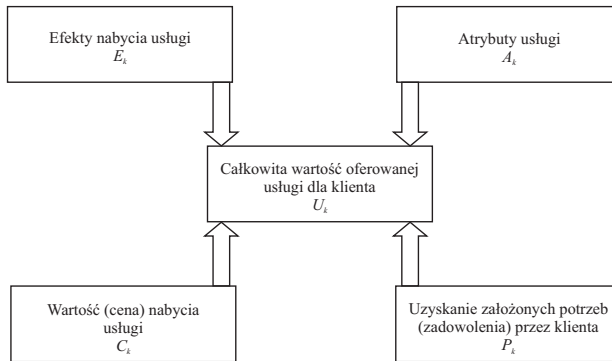 Efekty nabycia usługi
E_k
Atrybuty usługi
A_k
Całkowita wartość oferowanej
usługi dla klienta
U_k
Wartość (cena) nabycia
usługi
C_k
Uzyskanie założonych potrzeb
(zadowolenia) przez klienta
P_k